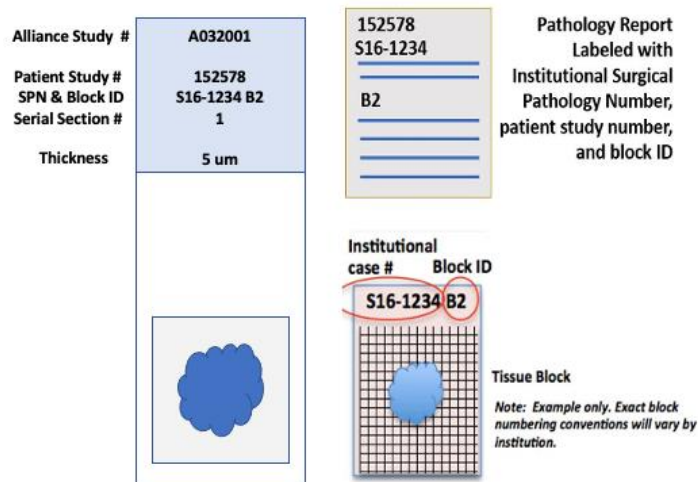 Alliance Study # A032001
Patient Study # 152578
SPN & Block ID S16-1234 B2
Serial Section # 1
Thickness 5 um
152578
S16-1234
B2
Pathology Report
Labeled with
Institutional Surgical
Pathology Number,
patient study number,
and block ID
Institutional
case # Block ID
S16-1234 B2
Tissue Block
Note: Example only. Exact block
numbering conventions will vary by
institution.